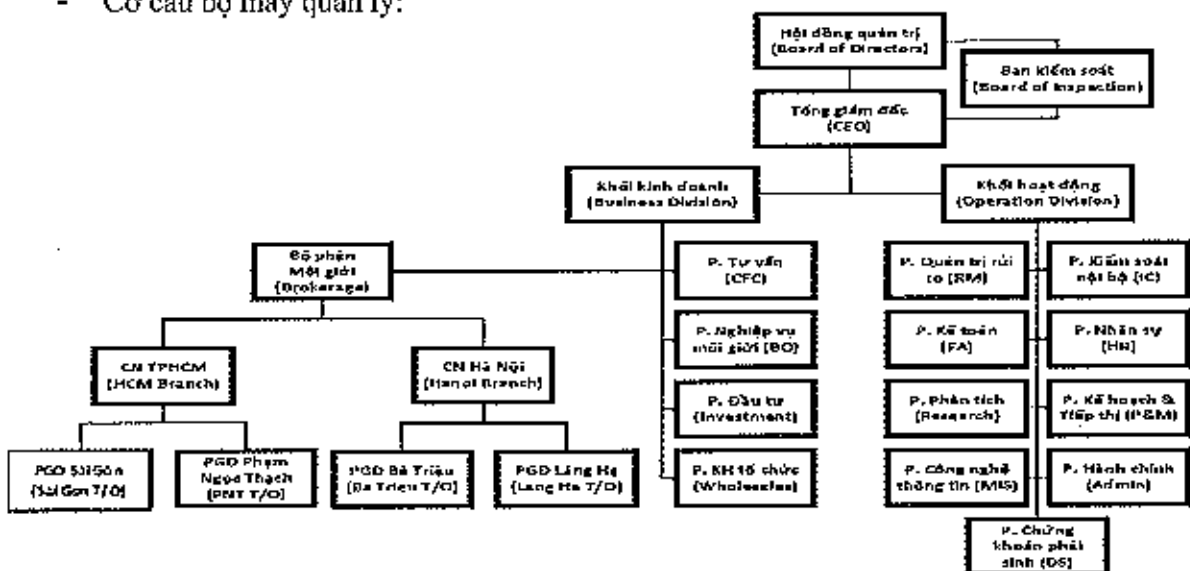 - Cơ cấu bộ máy quản lý:
Hội đồng quản trị
(Board of Directors)
Ban kiểm soát
(Board of Inspection)
Tổng giám đốc
(CEO)
Khối kinh doanh
(Business Division)
Khối hoạt động
(Operation Division)
Bộ phận
Môi giới
(Brokerage)
P. Tư vấn
(CFC)
P. Quản trị rủi
ro (RM)
P. Kiểm soát
nội bộ (IC)
P. Nghiệp vụ
môi giới (BO)
P. Kế toán
(FA)
P. Nhân sự
(HR)
CN TPHCM
(HCM Branch)
CN Hà Nội
(Hanoi Branch)
P. Đầu tư
(Investment)
P. Phân tích
(Research)
P. Kế hoạch &
Tiếp thị (P&M)
PGD Sài Gòn
(Sai Gon T/O)
PGD Phạm
Ngọc Thạch
(PNT T/O)
PGD Bà Triệu
(Ba Trieu T/O)
PGD Láng Hạ
(Lang Ha T/O)
P. KH tổ chức
(Wholesales)
P. Công nghệ
thông tin (MIS)
P. Hành chính
(Admin)
P. Chứng
khoán phái
sinh (DS)